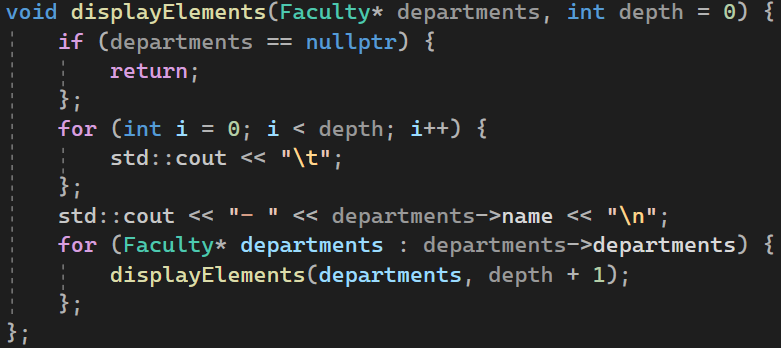 void displayElements(Faculty* departments, int depth = 0) {
    if (departments == nullptr) {
        return;
    };
    for (int i = 0; i < depth; i++) {
        std::cout << "\t";
    };
    std::cout << "- " << departments->name << "\n";
    for (Faculty* departments : departments->departments) {
        displayElements(departments, depth + 1);
    };
};